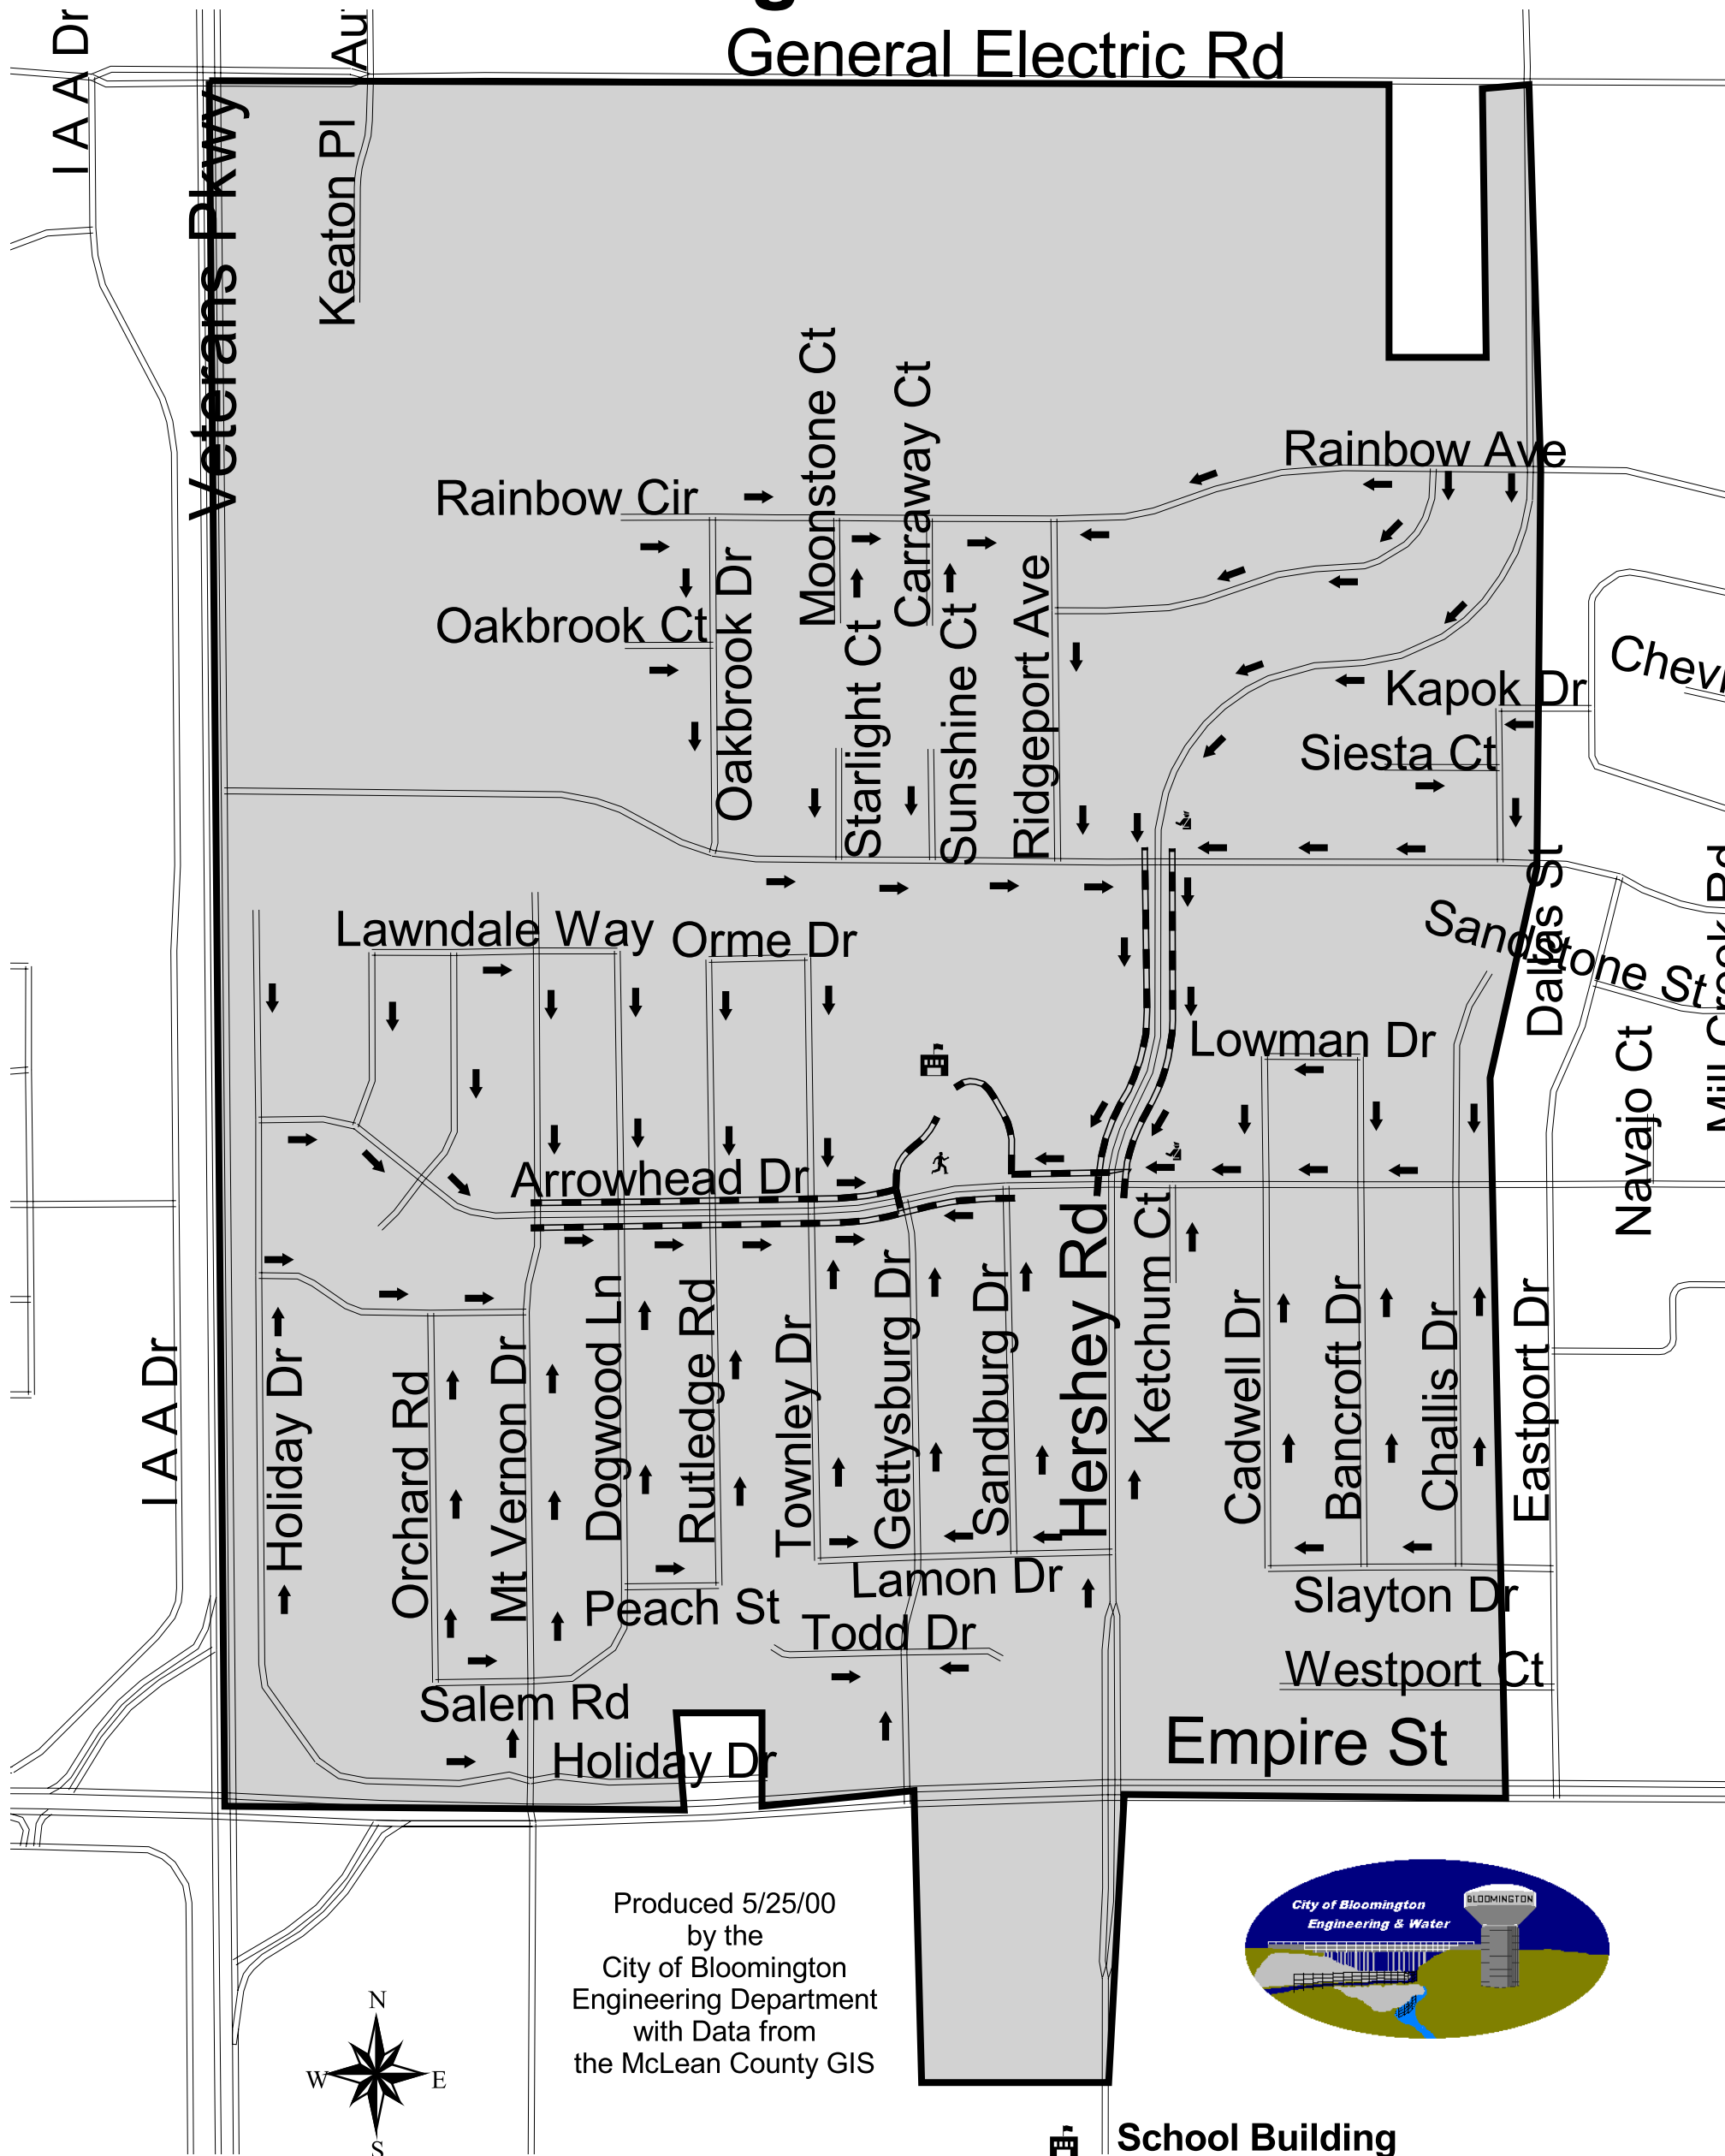 General Electric Rd
I A A Dr
Veterans Pkwy
Keaton Pl
Moonstone Ct
Carraway Ct
Rainbow Ave
Rainbow Cir
Oakbrook Ct
Oakbrook Dr
Starlight Ct
Sunshine Ct
Ridgeport Ave
Kapok Dr
Siesta Ct
Lawndale Way
Orme Dr
Dallas St
Sandstone St
Mill Creek Rd
Lowman Dr
Navajo Ct
Arrowhead Dr
I A A Dr
Holiday Dr
Orchard Rd
Mt Vernon Dr
Dogwood Ln
Rutledge Rd
Townley Dr
Gettysburg Dr
Sandburg Dr
Hershey Rd
Ketchum Ct
Cadwell Dr
Bancroft Dr
Challis Dr
Eastport Dr
Lamon Dr
Peach St
Slayton Dr
Todd Dr
Westport Ct
Salem Rd
Empire St
Holiday Dr
Produced 5/25/00
by the
City of Bloomington
Engineering Department
with Data from
the McLean County GIS
City of Bloomington
Engineering & Water
BLOOMINGTON
N
W E
S
School Building